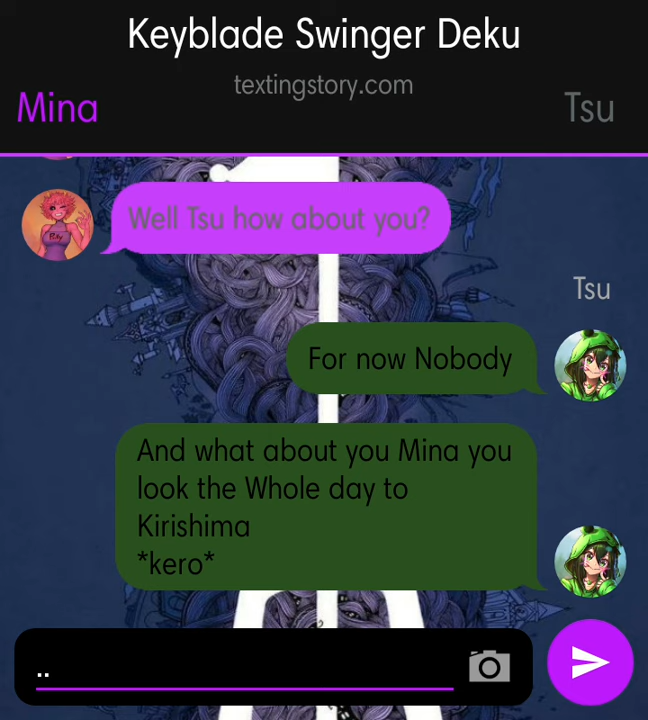 Keyblade Swinger Deku
textingstory.com
Mina
Tsu
Well Tsu how about you?
Tsu
For now Nobody
And what about you Mina you
look the Whole day to
Kirishima
*kero*
..